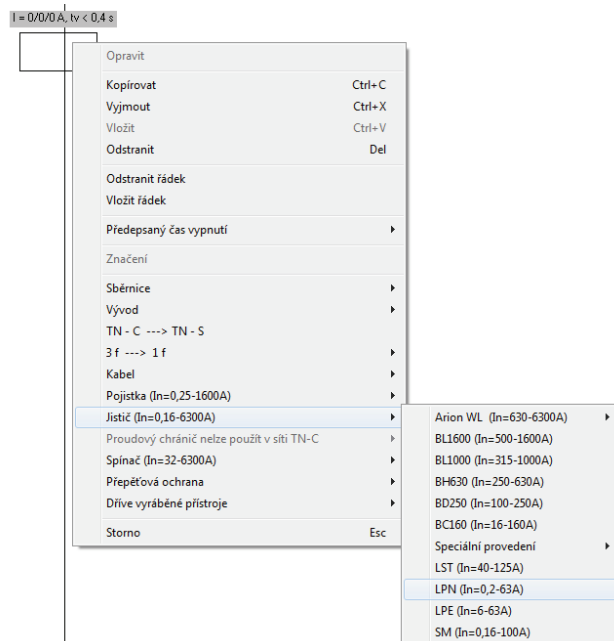 I = 0/0/0 A, tv < 0,4 s
Opravit
Kopírovat Ctrl+C
Vyjmout Ctrl+X
Vložit Ctrl+V
Odstranit Del
Odstranit řádek
Vložit řádek
Předepsaný čas vypnutí
Značení
Sběrnice
Vývod
TN - C ---> TN - S
3 f ---> 1 f
Kabel
Pojistka (In=0,25-1600A)
Jistič (In=0,16-6300A)
Proudový chránič nelze použít v síti TN-C
Spínač (In=32-6300A)
Přepěťová ochrana
Dříve vyráběné přístroje
Storno Esc
Arion WL (In=630-6300A)
BL1600 (In=500-1600A)
BL1000 (In=315-1000A)
BH630 (In=250-630A)
BD250 (In=100-250A)
BC160 (In=16-160A)
Speciální provedení
LST (In=40-125A)
LPN (In=0,2-63A)
LPE (In=6-63A)
SM (In=0,16-100A)